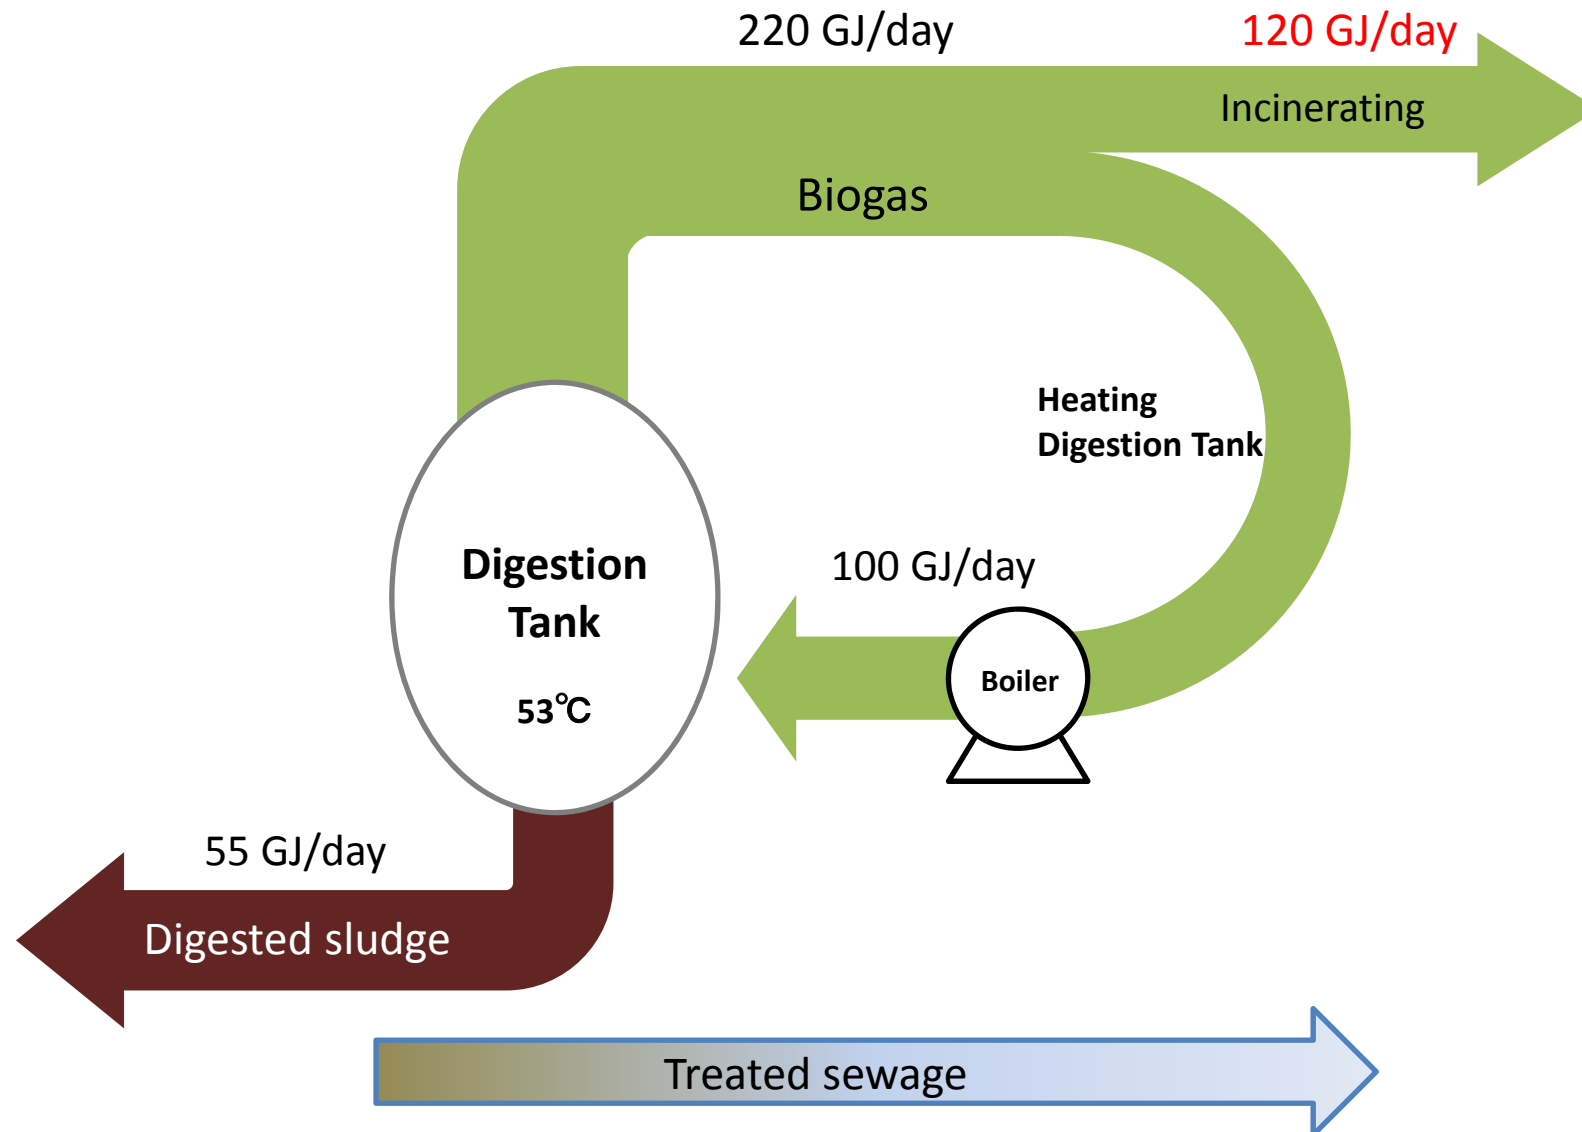 220 GJ/day
120 GJ/day
Incinerating
Biogas
Heating
Digestion Tank
Digestion
Tank
53℃
100 GJ/day
Boiler
55 GJ/day
Digested sludge
Treated sewage